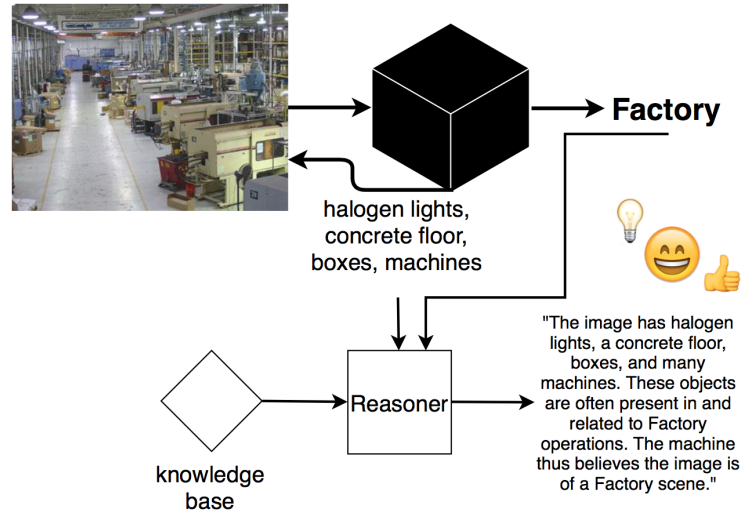 Factory
halogen lights,
concrete floor,
boxes, machines
Reasoner
knowledge
base
"The image has halogen
lights, a concrete floor,
boxes, and many
machines. These objects
are often present in and
related to Factory
operations. The machine
thus believes the image is
of a Factory scene."